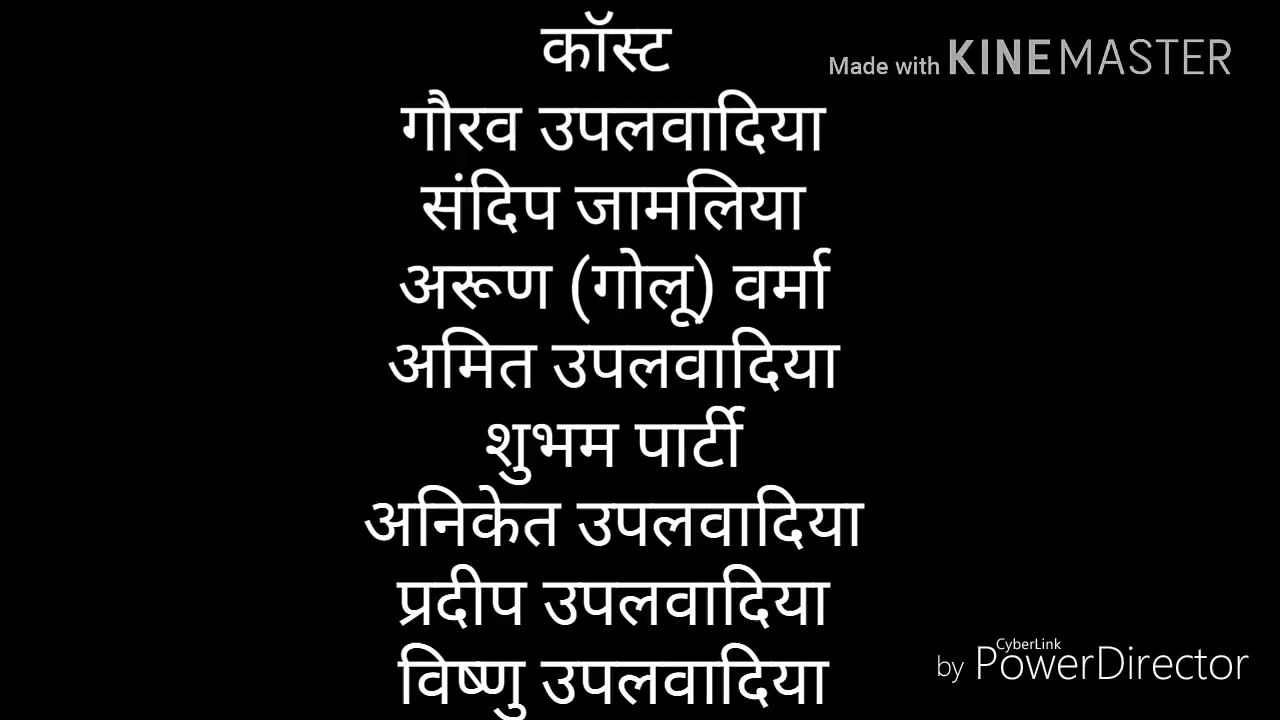 कॉस्ट
Made with KINEMASTER
गौरव उपलवादिया
संदिप जामलिया
अरूण (गोलू) वर्मा
अमित उपलवादिया
शुभम पार्टी
अनिकेत उपलवादिया
प्रदीप उपलवादिया
CyberLink
by PowerDirector
विष्णु उपलवादिया